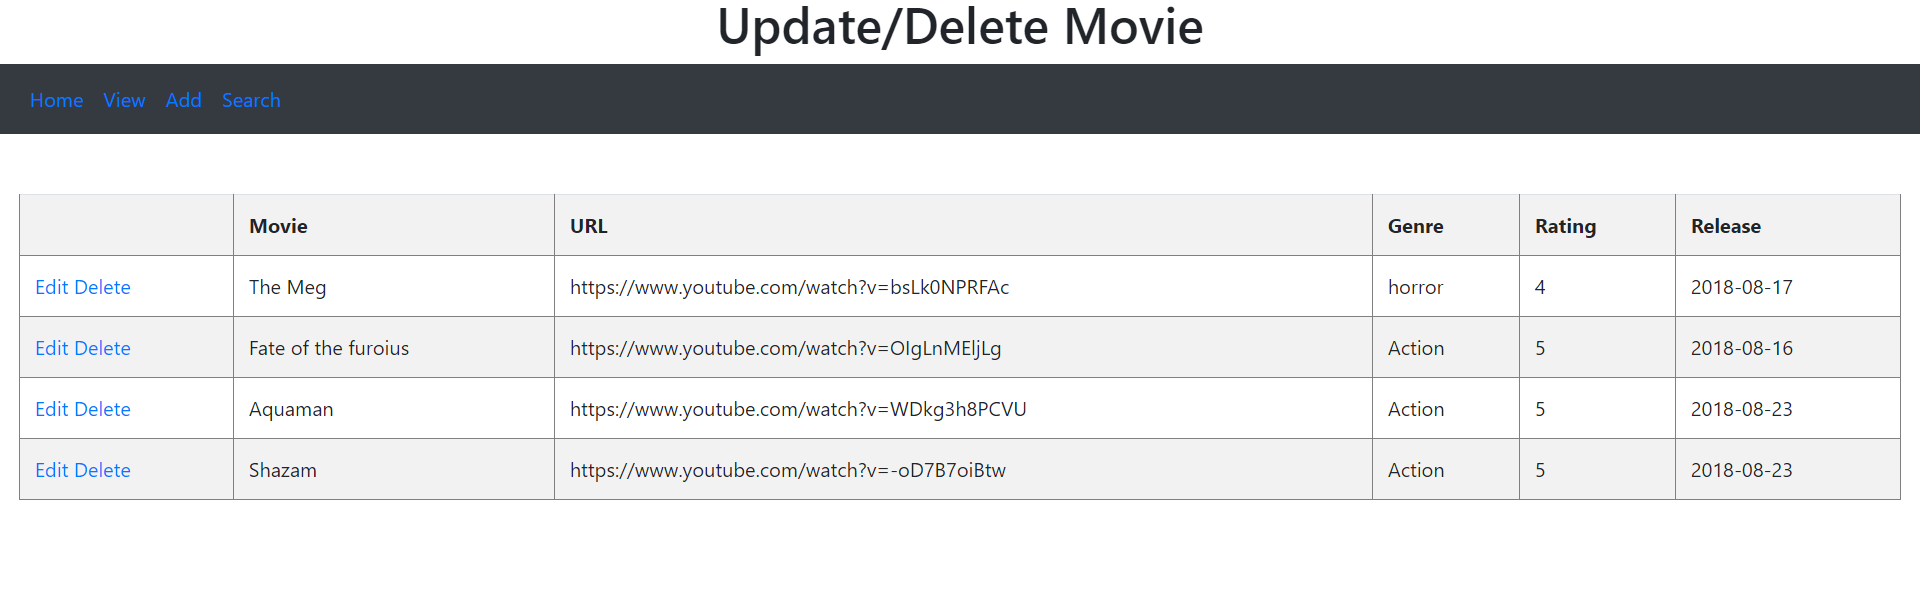 Update/Delete Movie
Home View Add Search
Movie URL Genre Rating Release
Edit Delete The Meg https://www.youtube.com/watch?v=bsLk0NPRFAc horror 4 2018-08-17
Edit Delete Fate of the furoius https://www.youtube.com/watch?v=OIgLnMEljLg Action 5 2018-08-16
Edit Delete Aquaman https://www.youtube.com/watch?v=WDkg3h8PCVU Action 5 2018-08-23
Edit Delete Shazam https://www.youtube.com/watch?v=-oD7B7oiBtw Action 5 2018-08-23